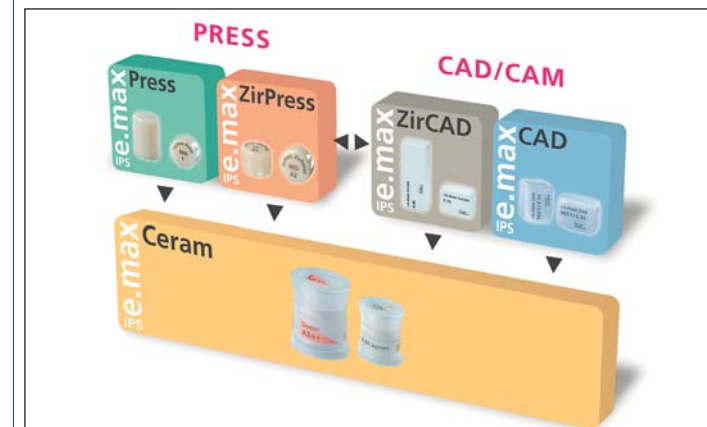 PRESS
CAD/CAM
IPS e.max Press
IPS e.max ZirPress
IPS e.max ZirCAD
IPS e.max CAD
IPS e.max Ceram